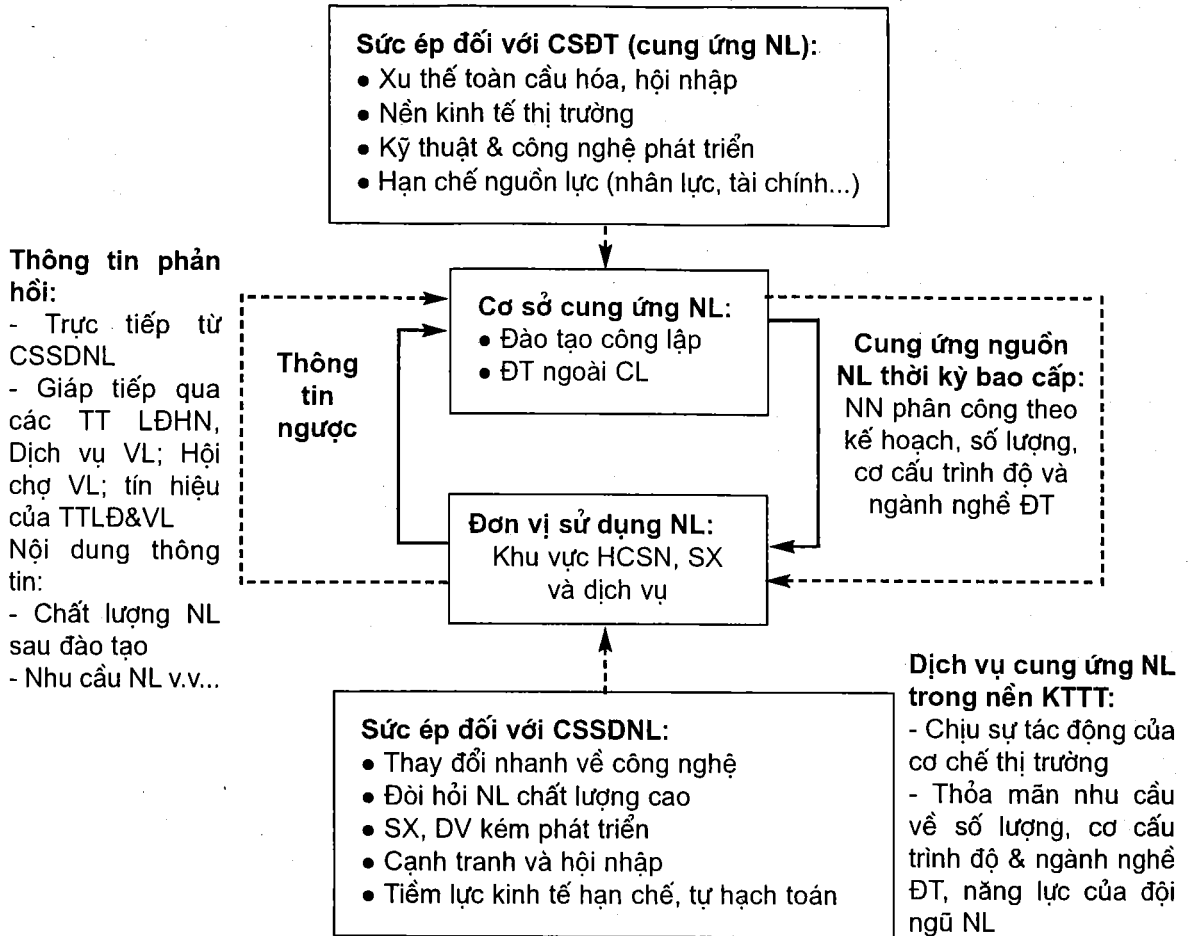 Sức ép đối với CSĐT (cung ứng NL):
● Xu thế toàn cầu hóa, hội nhập
● Nền kinh tế thị trường
● Kỹ thuật & công nghệ phát triển
● Hạn chế nguồn lực (nhân lực, tài chính...)
Thông tin phản
hồi:
- Trực tiếp từ
CSSDNL
- Giáp tiếp qua
các TT LĐHN,
Dịch vụ VL; Hội
chợ VL; tín hiệu
của TTLĐ&VL
Nội dung thông
tin:
- Chất lượng NL
sau đào tạo
- Nhu cầu NL v.v...
Thông
tin
ngược
Cơ sở cung ứng NL:
● Đào tạo công lập
● ĐT ngoài CL
Cung ứng nguồn
NL thời kỳ bao cấp:
NN phân công theo
kế hoạch, số lượng,
cơ cấu trình độ và
ngành nghề ĐT
Đơn vị sử dụng NL:
Khu vực HCSN, SX
và dịch vụ
Sức ép đối với CSSDNL:
● Thay đổi nhanh về công nghệ
● Đòi hỏi NL chất lượng cao
● SX, DV kém phát triển
● Cạnh tranh và hội nhập
● Tiềm lực kinh tế hạn chế, tự hạch toán
Dịch vụ cung ứng NL
trong nền KTTT:
- Chịu sự tác động của
cơ chế thị trường
- Thỏa mãn nhu cầu
về số lượng, cơ cấu
trình độ & ngành nghề
ĐT, năng lực của đội
ngũ NL